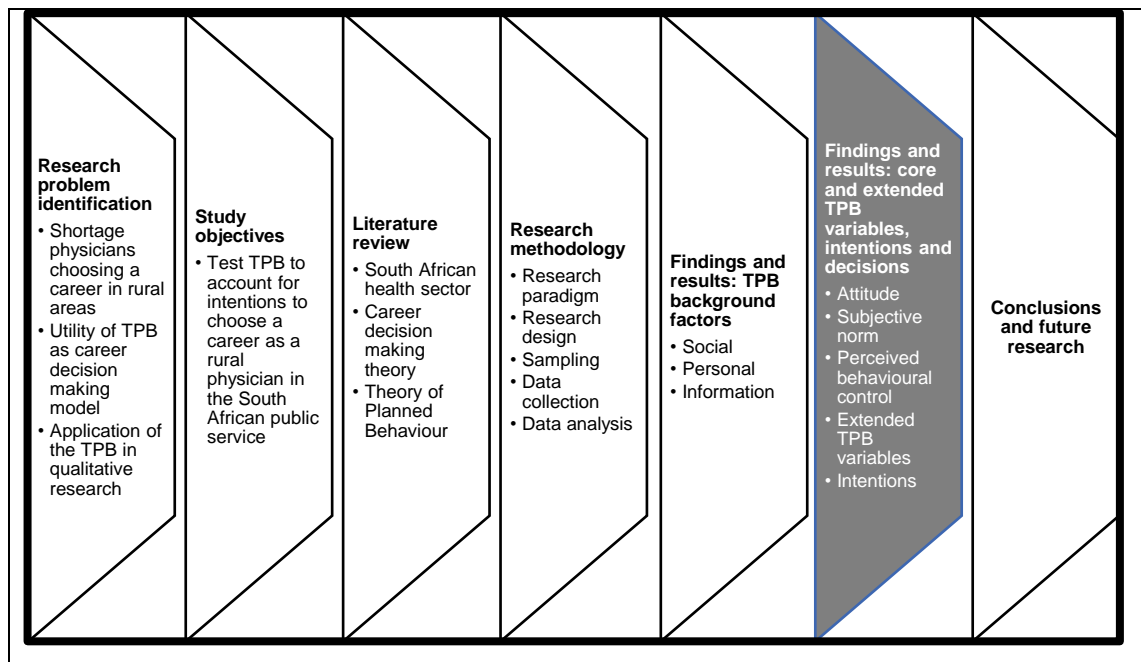 Research
problem
identification
• Shortage
physicians
choosing a
career in rural
areas
• Utility of TPB
as career
decision
making
model
• Application of
the TPB in
qualitative
research
Study
objectives
• Test TPB to
account for
intentions to
choose a
career as a
rural
physician in
the South
African public
service
Literature
review
• South African
health sector
• Career
decision
making
theory
• Theory of
Planned
Behaviour
Research
methodology
• Research
paradigm
• Research
design
• Sampling
• Data
collection
• Data analysis
Findings and
results: TPB
background
factors
• Social
• Personal
• Information
Findings and
results: core
and extended
TPB
variables,
intentions and
decisions
• Attitude
• Subjective
norm
• Perceived
behavioural
control
• Extended
TPB
variables
• Intentions
Conclusions
and future
research